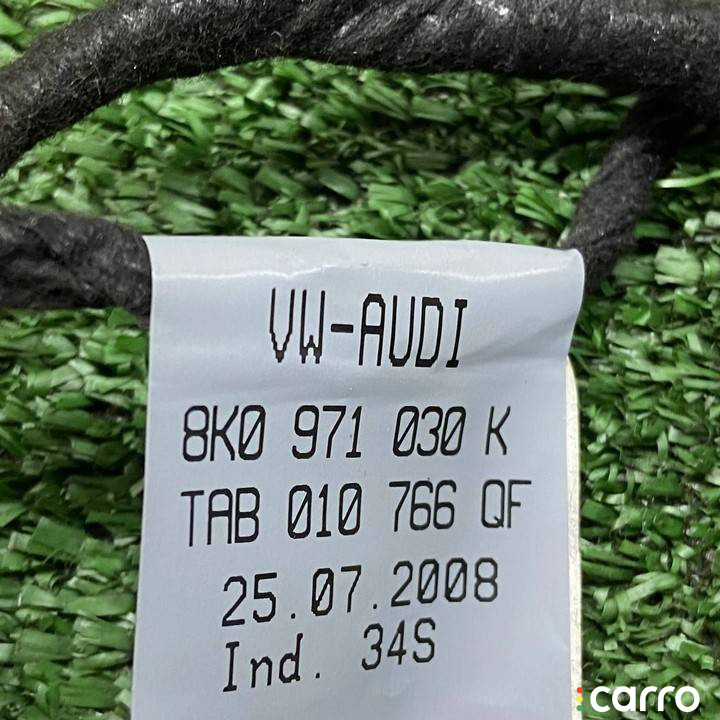 VW-AUDI
8K0 971 030 K
TAB 010 766 QF
25.07.2008
Ind. 34S
carro